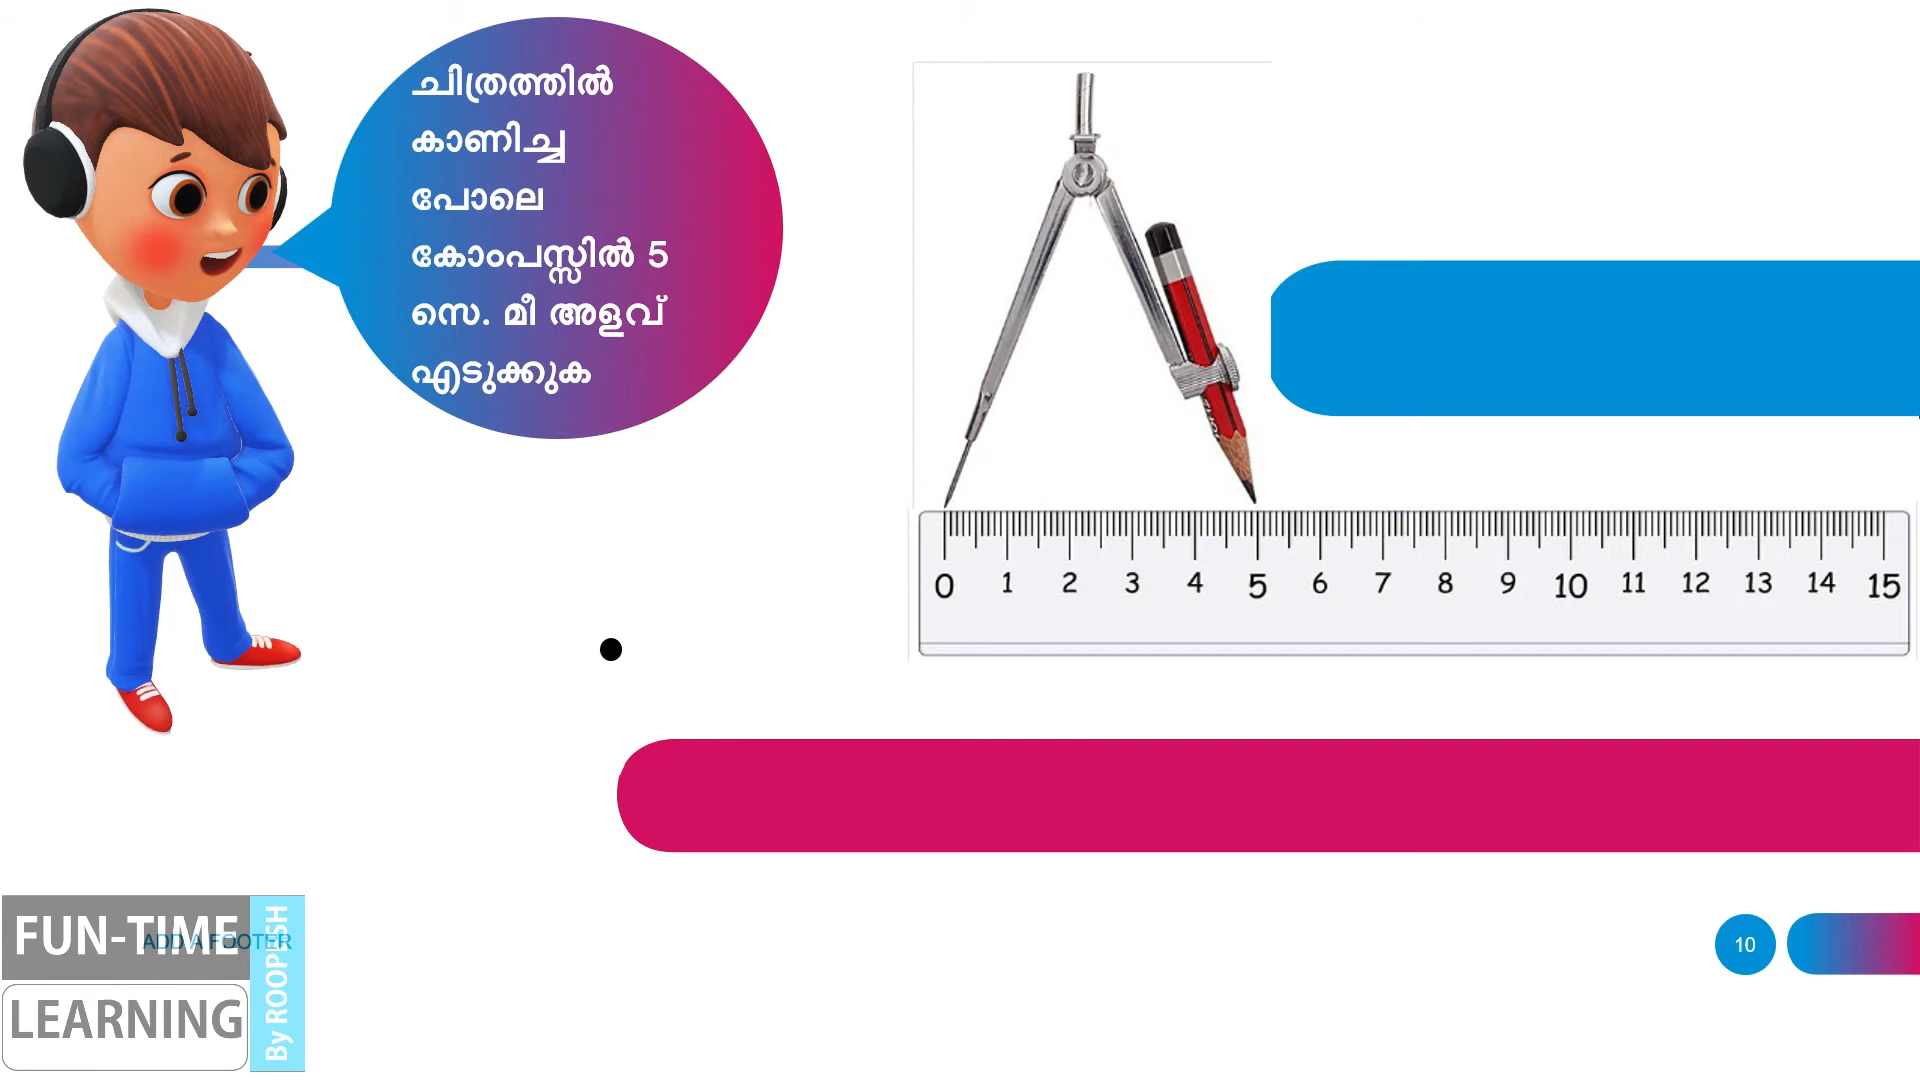 ചിത്രത്തിൽ
കാണിച്ച
പോലെ
കോംപസ്സിൽ 5
സെ. മീ അളവ്
എടുക്കുക
0 1 2 3 4 5 6 7 8 9 10 11 12 13 14 15
FUN-TIME
ADD A FOOTER
LEARNING
By ROOPESH
10